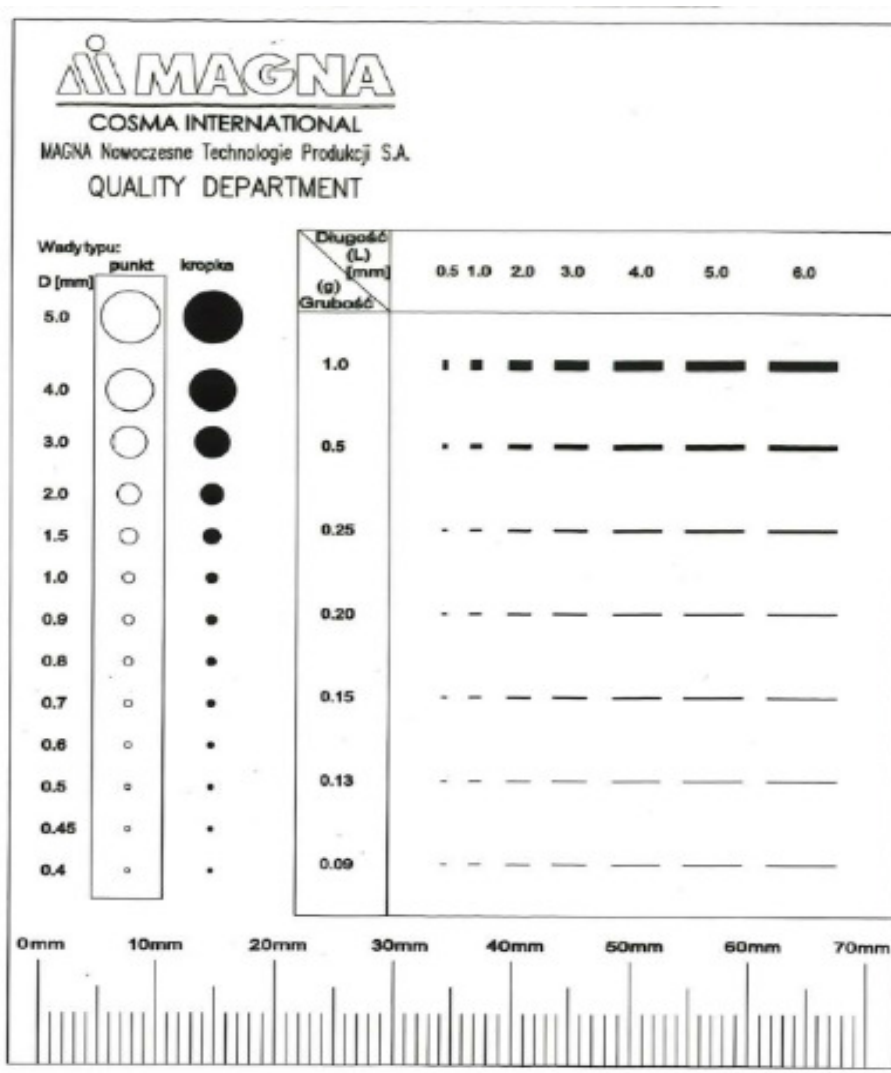 MAGNA
COSMA INTERNATIONAL
MAGNA Nowoczesne Technologie Produkcji S.A.
QUALITY DEPARTMENT
Wady typu:
punkt kropka
D [mm]
5.0
4.0
3.0
2.0
1.5
1.0
0.9
0.8
0.7
0.6
0.5
0.45
0.4
Długość
(L)
[mm]
(g)
Grubość
0.5 1.0 2.0 3.0 4.0 5.0 6.0
1.0
0.5
0.25
0.20
0.15
0.13
0.09
0mm 10mm 20mm 30mm 40mm 50mm 60mm 70mm